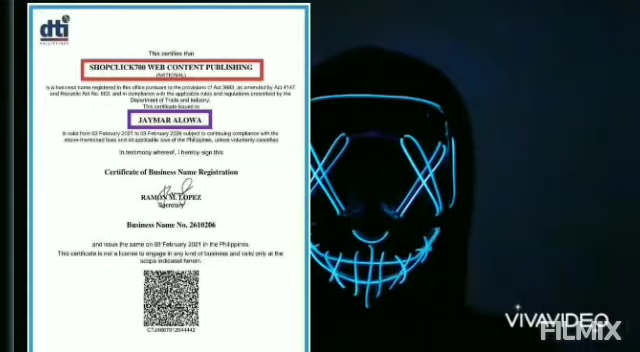 dti
PHILIPPINES
This certifies that
SHOPCLICK700 WEB CONTENT PUBLISHING
(NATIONAL)
is a business name registered in this office pursuant to the provisions of Act 3883, as amended by Act 4147
and Republic Act No. 863, and in compliance with the applicable rules and regulations prescribed by the
Department of Trade and Industry.
This certificate issued to
JAYMAR ALOWA
is valid from 03 February 2021 to 03 February 2026 subject to continuing compliance with the
above-mentioned laws and all applicable laws of the Philippines, unless voluntarily cancelled
In testimony whereof, I hereby sign this
Certificate of Business Name Registration
RAMON M. LOPEZ
Secretary
Business Name No. 2610206
and issue the same on 03 February 2021 in the Philippines.
This certificate is not a license to engage in any kind of business and valid only at the
scope indicated herein.
VIVAVIDEO
FILMIX